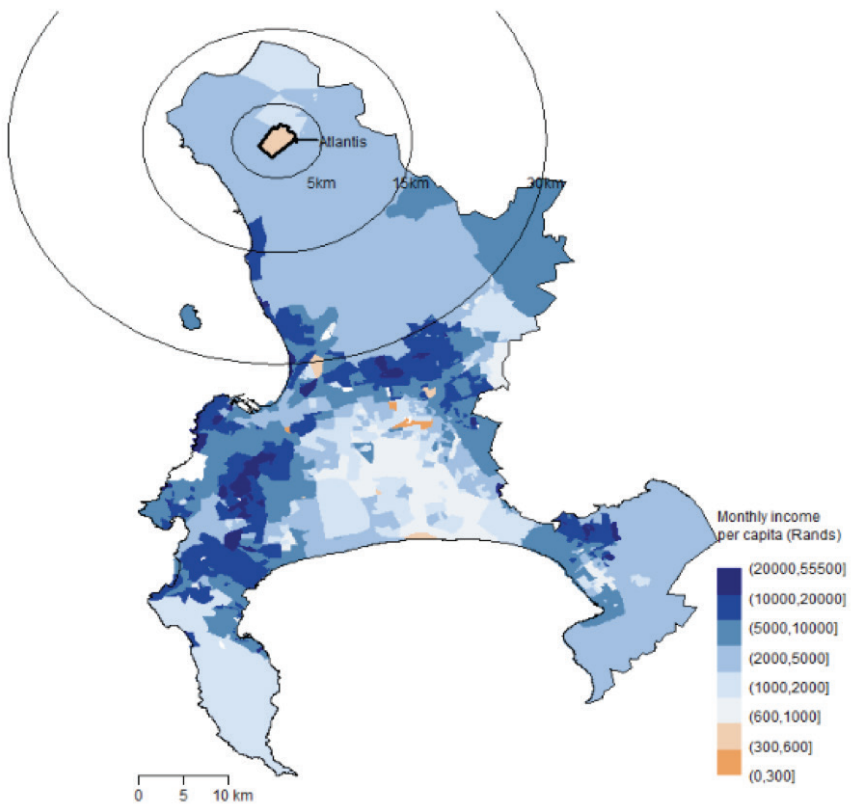 Atlantis
5km
15km
30km
Monthly income
per capita (Rands)
(20000,55500]
(10000,20000]
(5000,10000]
(2000,5000]
(1000,2000]
(600,1000]
(300,600]
(0,300]
0 5 10 km